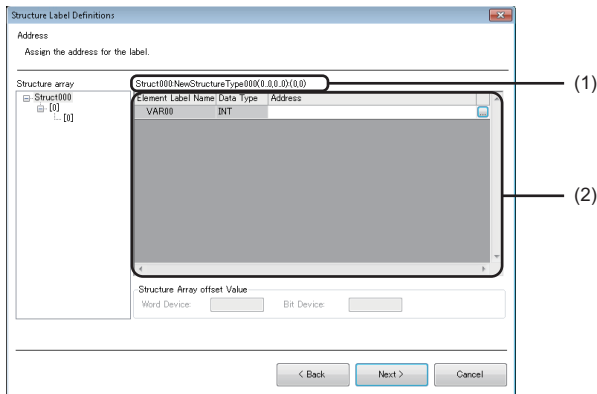 Structure Label Definitions
Address
Assign the address for the label.
Structure array
Struct000:NewStructureType000(0..0,0..0):(0,0)
(1)
Struct000
[0]
[0]
Element Label Name Data Type Address
VAR00 INT ...
(2)
Structure Array offset Value
Word Device: Bit Device:
< Back Next > Cancel